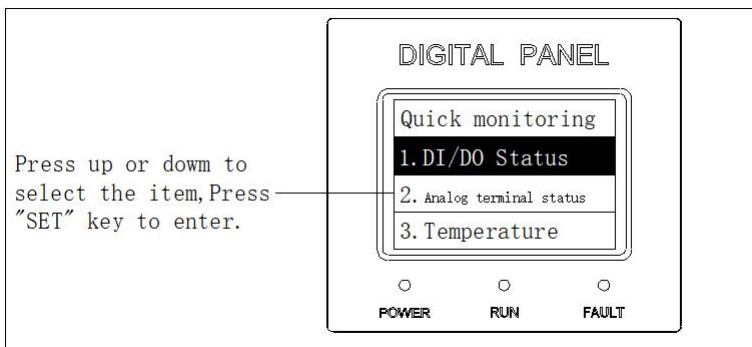 DIGITAL PANEL
Quick monitoring
1.DI/DO Status
2.Analog terminal status
3.Temperature
POWER RUN FAULT
Press up or dowm to
select the item,Press
"SET" key to enter.